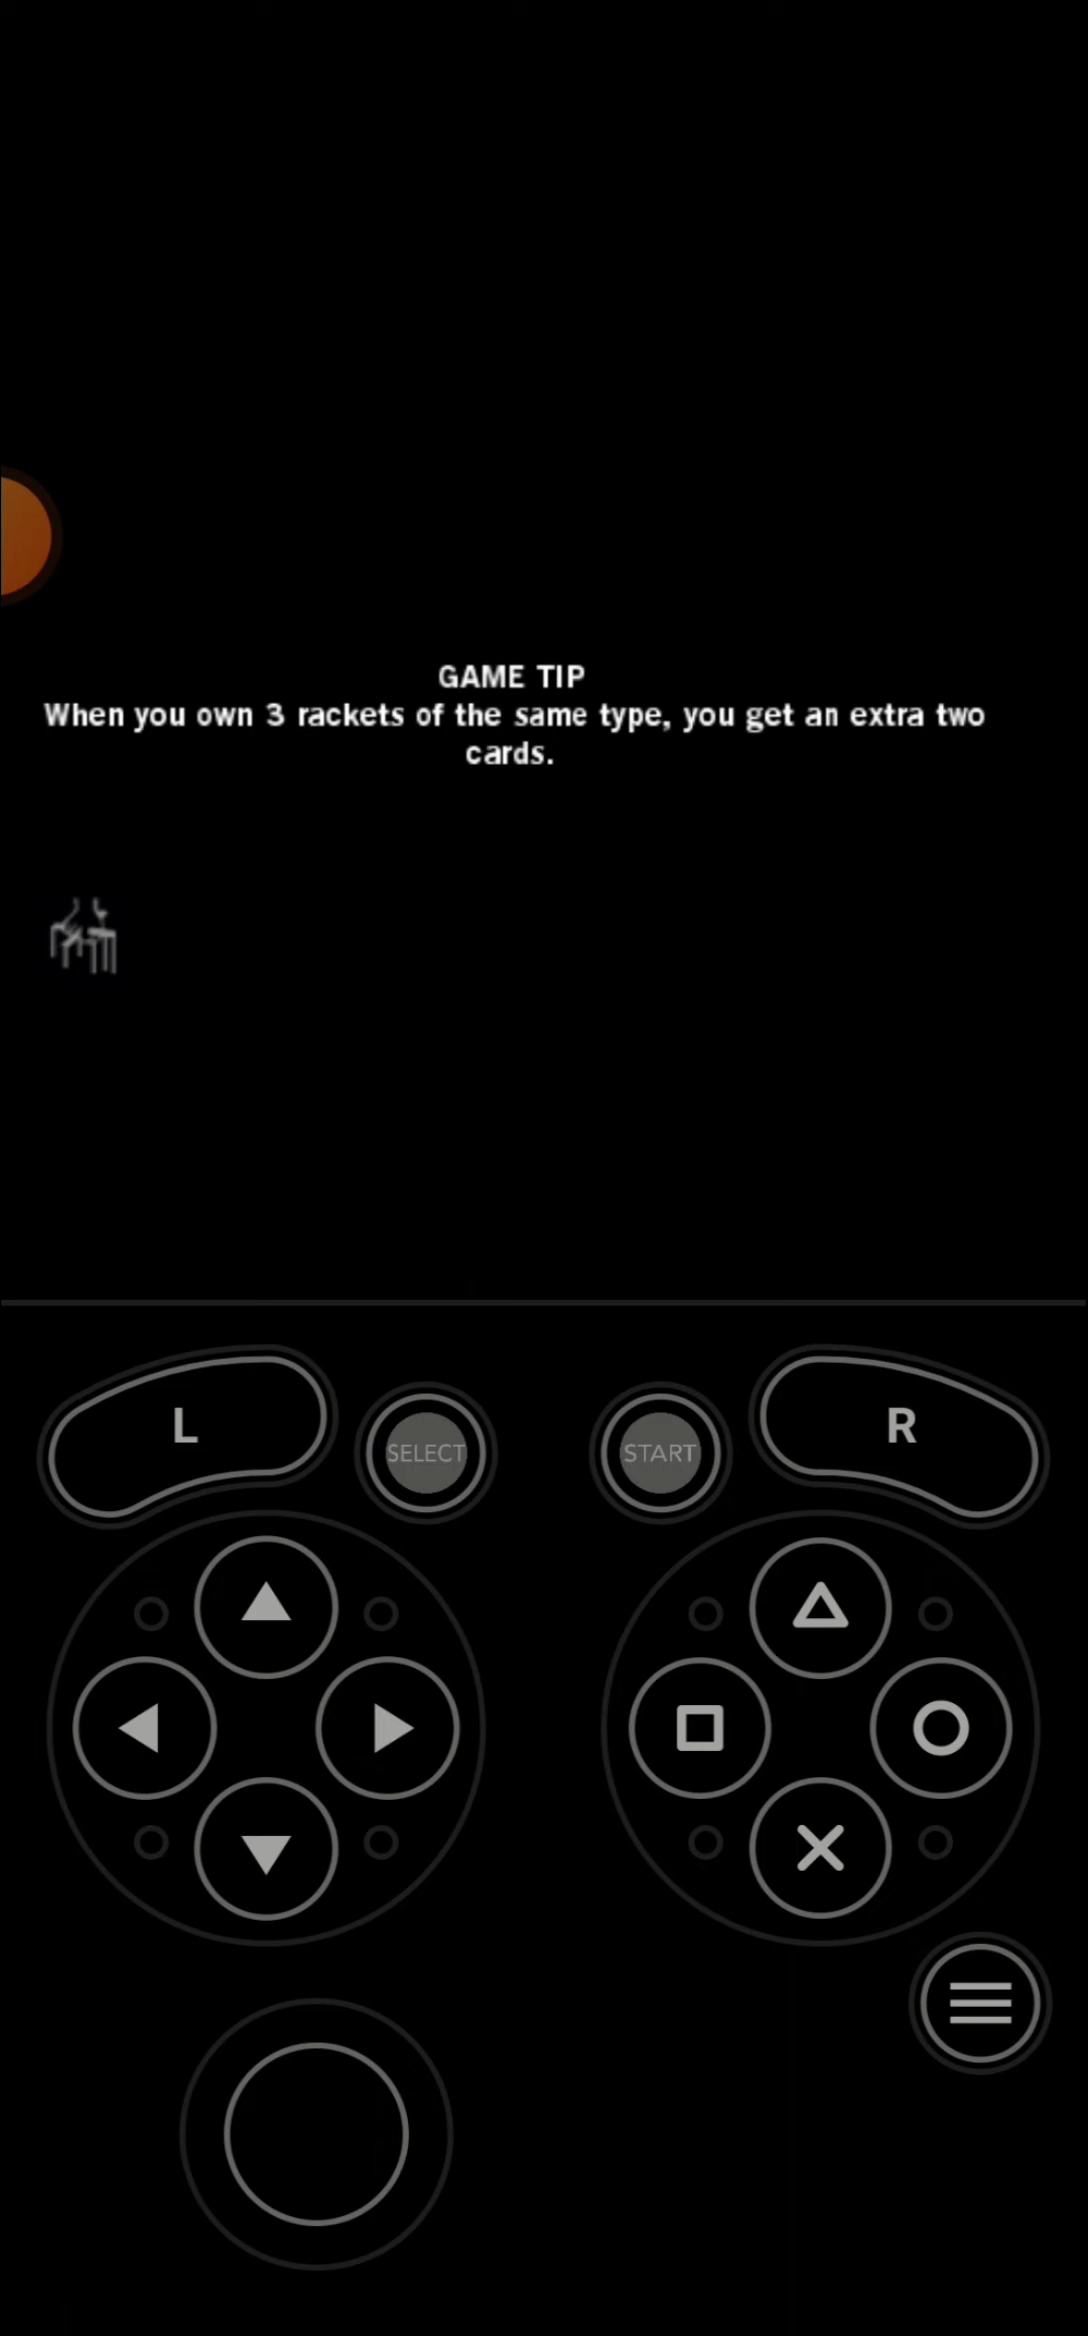 GAME TIP
When you own 3 rackets of the same type, you get an extra two
cards.
L
SELECT
START
R